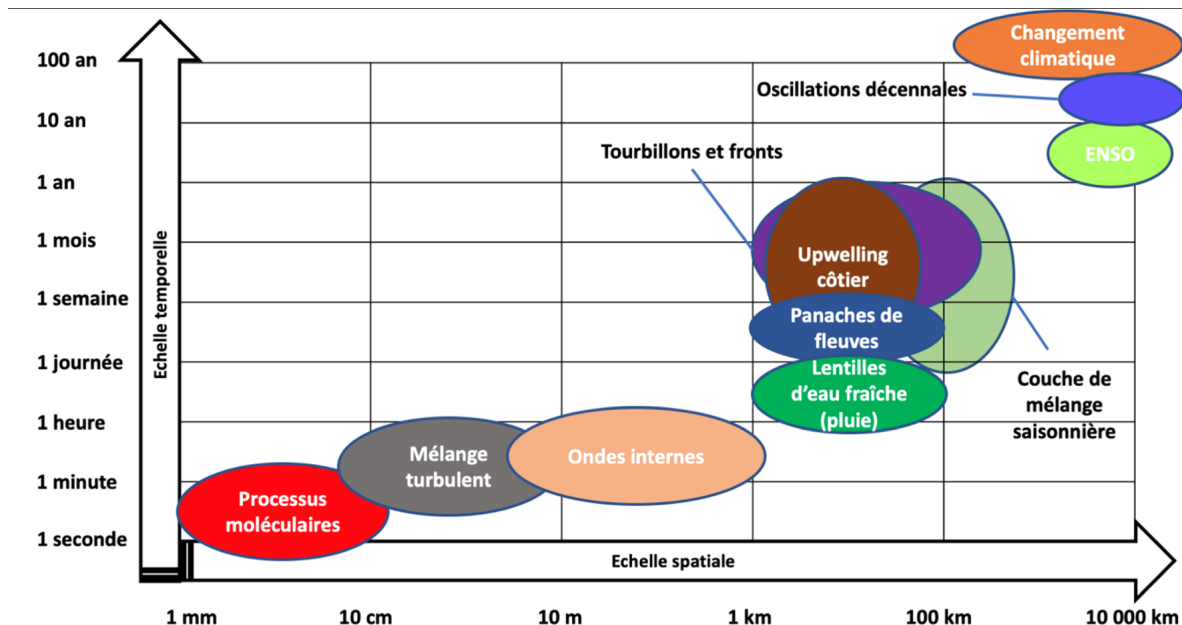 Changement
climatique
100 an
Oscillations décennales
10 an
Tourbillons et fronts
ENSO
1 an
1 mois
Upwelling
côtier
1 semaine
Panaches de
fleuves
1 journée
Lentilles
d'eau fraîche
(pluie)
Couche de
mélange
saisonnière
1 heure
Mélange
turbulent
Ondes internes
1 minute
Processus
moléculaires
1 seconde
Echelle temporelle
Echelle spatiale
1 mm
10 cm
10 m
1 km
100 km
10 000 km